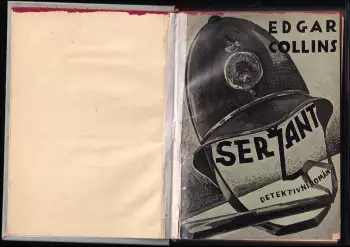 EDGAR
COLLINS
SERŽANT
DETEKTIVNÍ ROMÁN